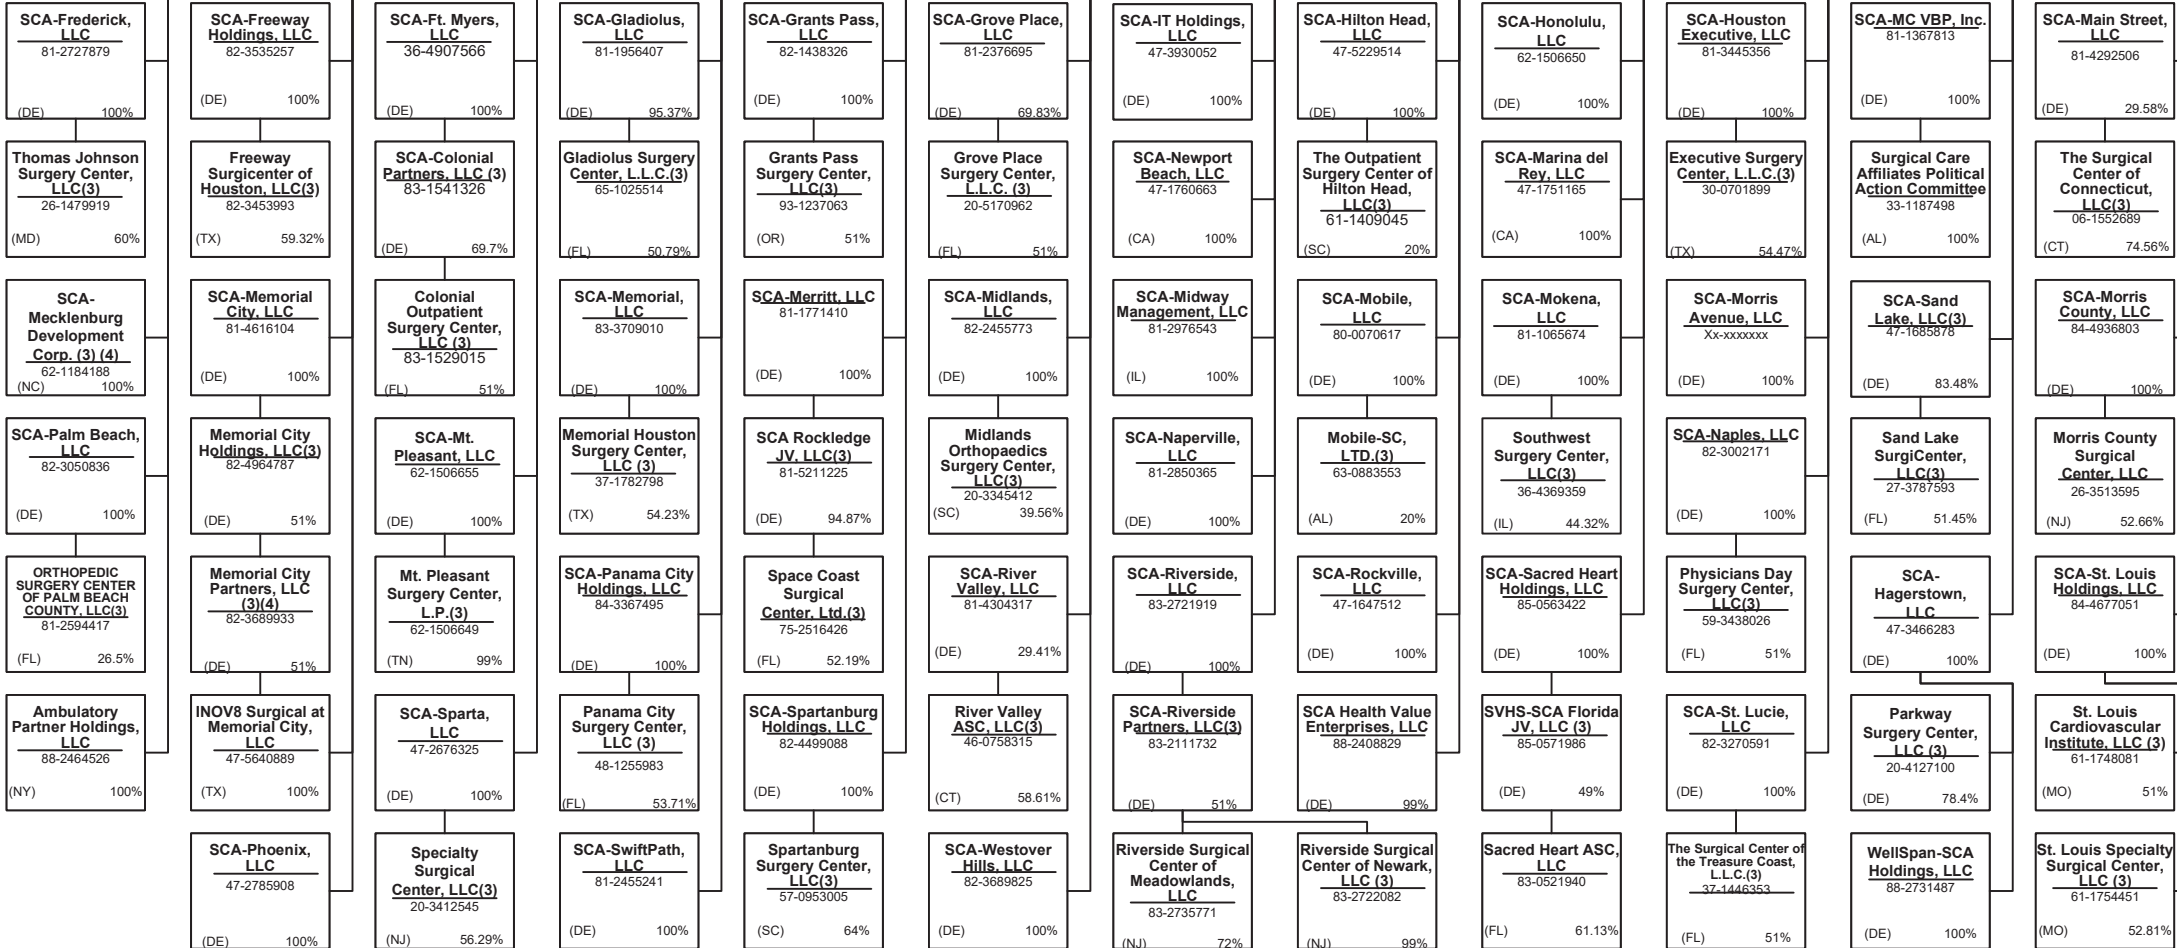 SCA-Frederick,
LLC
81-2727879
(DE) 100%
SCA-Freeway
Holdings, LLC
82-3535257
(DE) 100%
SCA-Ft. Myers,
LLC
36-4907566
(DE) 100%
SCA-Gladiolus,
LLC
81-1956407
(DE) 95.37%
SCA-Grants Pass,
LLC
82-1438326
(DE) 100%
SCA-Grove Place,
LLC
81-2376695
(DE) 69.83%
SCA-IT Holdings,
LLC
47-3930052
(DE) 100%
SCA-Hilton Head,
LLC
47-5229514
(DE) 100%
SCA-Honolulu,
LLC
62-1506650
(DE) 100%
SCA-Houston
Executive, LLC
81-3445356
(DE) 100%
SCA-MC VBP, Inc.
81-1367813
(DE) 100%
SCA-Main Street,
LLC
81-4292506
(DE) 29.58%
Thomas Johnson
Surgery Center,
LLC(3)
26-1479919
(MD) 60%
Freeway
Surgicenter of
Houston, LLC(3)
82-3453993
(TX) 59.32%
SCA-Colonial
Partners, LLC (3)
83-1541326
(DE) 69.7%
Gladiolus Surgery
Center, L.L.C.(3)
65-1025514
(FL) 50.79%
Grants Pass
Surgery Center,
LLC(3)
93-1237063
(OR) 51%
Grove Place
Surgery Center,
L.L.C. (3)
20-5170962
(FL) 51%
SCA-Newport
Beach, LLC
47-1760663
(CA) 100%
The Outpatient
Surgery Center of
Hilton Head,
LLC(3)
61-1409045
(SC) 20%
SCA-Marina del
Rey, LLC
47-1751165
(CA) 100%
Executive Surgery
Center, L.L.C.(3)
30-0701899
(TX) 54.47%
Surgical Care
Affiliates Political
Action Committee
33-1187498
(AL) 100%
The Surgical
Center of
Connecticut,
LLC(3)
06-1552689
(CT) 74.56%
SCA-
Mecklenburg
Development
Corp. (3) (4)
62-1184188
(NC) 100%
SCA-Memorial
City, LLC
81-4616104
(DE) 100%
Colonial
Outpatient
Surgery Center,
LLC (3)
83-1529015
(FL) 51%
SCA-Memorial,
LLC
83-3709010
(DE) 100%
SCA-Merritt, LLC
81-1771410
(DE) 100%
SCA-Midlands,
LLC
82-2455773
(DE) 100%
SCA-Midway
Management, LLC
81-2976543
(IL) 100%
SCA-Mobile,
LLC
80-0070617
(DE) 100%
SCA-Mokena,
LLC
81-1065674
(DE) 100%
SCA-Morris
Avenue, LLC
Xx-xxxxxxx
(DE) 100%
SCA-Sand
Lake, LLC(3)
47-1685878
(DE) 83.48%
SCA-Morris
County, LLC
84-4936803
(DE) 100%
SCA-Palm Beach,
LLC
82-3050836
(DE) 100%
Memorial City
Holdings, LLC(3)
82-4964787
(DE) 51%
SCA-Mt.
Pleasant, LLC
62-1506655
(DE) 100%
Memorial Houston
Surgery Center,
LLC (3)
37-1782798
(TX) 54.23%
SCA Rockledge
JV, LLC(3)
81-5211225
(DE) 94.87%
Midlands
Orthopaedics
Surgery Center,
LLC(3)
20-3345412
(SC) 39.56%
SCA-Naperville,
LLC
81-2850365
(DE) 100%
Mobile-SC,
LTD.(3)
63-0883553
(AL) 20%
Southwest
Surgery Center,
LLC(3)
36-4369359
(IL) 44.32%
SCA-Naples, LLC
82-3002171
(DE) 100%
Sand Lake
SurgiCenter,
LLC(3)
27-3787593
(FL) 51.45%
Morris County
Surgical
Center, LLC
26-3513595
(NJ) 52.66%
ORTHOPEDIC
SURGERY CENTER
OF PALM BEACH
COUNTY, LLC(3)
81-2594417
(FL) 26.5%
Memorial City
Partners, LLC
(3)(4)
82-3689933
(DE) 51%
Mt. Pleasant
Surgery Center,
L.P.(3)
62-1506649
(TN) 99%
SCA-Panama City
Holdings, LLC
84-3367495
(DE) 100%
Space Coast
Surgical
Center, Ltd.(3)
75-2516426
(FL) 52.19%
SCA-River
Valley, LLC
81-4304317
(DE) 29.41%
SCA-Riverside,
LLC
83-2721919
(DE) 100%
SCA-Rockville,
LLC
47-1647512
(DE) 100%
SCA-Sacred Heart
Holdings, LLC
85-0563422
(DE) 100%
Physicians Day
Surgery Center,
LLC(3)
59-3438026
(FL) 51%
SCA-
Hagerstown,
LLC
47-3466283
(DE) 100%
SCA-St. Louis
Holdings, LLC
84-4677051
(DE) 100%
Ambulatory
Partner Holdings,
LLC
88-2464526
(NY) 100%
INOV8 Surgical at
Memorial City,
LLC
47-5640889
(TX) 100%
SCA-Sparta,
LLC
47-2676325
(DE) 100%
Panama City
Surgery Center,
LLC (3)
48-1255983
(FL) 53.71%
SCA-Spartanburg
Holdings, LLC
82-4499088
(DE) 100%
River Valley
ASC, LLC(3)
46-0758315
(CT) 58.61%
SCA-Riverside
Partners, LLC(3)
83-2111732
(DE) 51%
SCA Health Value
Enterprises, LLC
88-2408829
(DE) 99%
SVHS-SCA Florida
JV, LLC (3)
85-0571986
(DE) 49%
SCA-St. Lucie,
LLC
82-3270591
(DE) 100%
Parkway
Surgery Center,
LLC (3)
20-4127100
(DE) 78.4%
St. Louis
Cardiovascular
Institute, LLC (3)
61-1748081
(MO) 51%
SCA-Phoenix,
LLC
47-2785908
(DE) 100%
Specialty
Surgical
Center, LLC(3)
20-3412545
(NJ) 56.29%
SCA-SwiftPath,
LLC
81-2455241
(DE) 100%
Spartanburg
Surgery Center,
LLC(3)
57-0953005
(SC) 64%
SCA-Westover
Hills, LLC
82-3689825
(DE) 100%
Riverside Surgical
Center of
Meadowlands,
LLC
83-2735771
(NJ) 72%
Riverside Surgical
Center of Newark,
LLC (3)
83-2722082
(NJ) 99%
Sacred Heart ASC,
LLC
83-0521940
(FL) 61.13%
The Surgical Center of
the Treasure Coast,
L.L.C.(3)
37-1446353
(FL) 51%
WellSpan-SCA
Holdings, LLC
88-2731487
(DE) 100%
St. Louis Specialty
Surgical Center,
LLC (3)
61-1754451
(MO) 52.81%